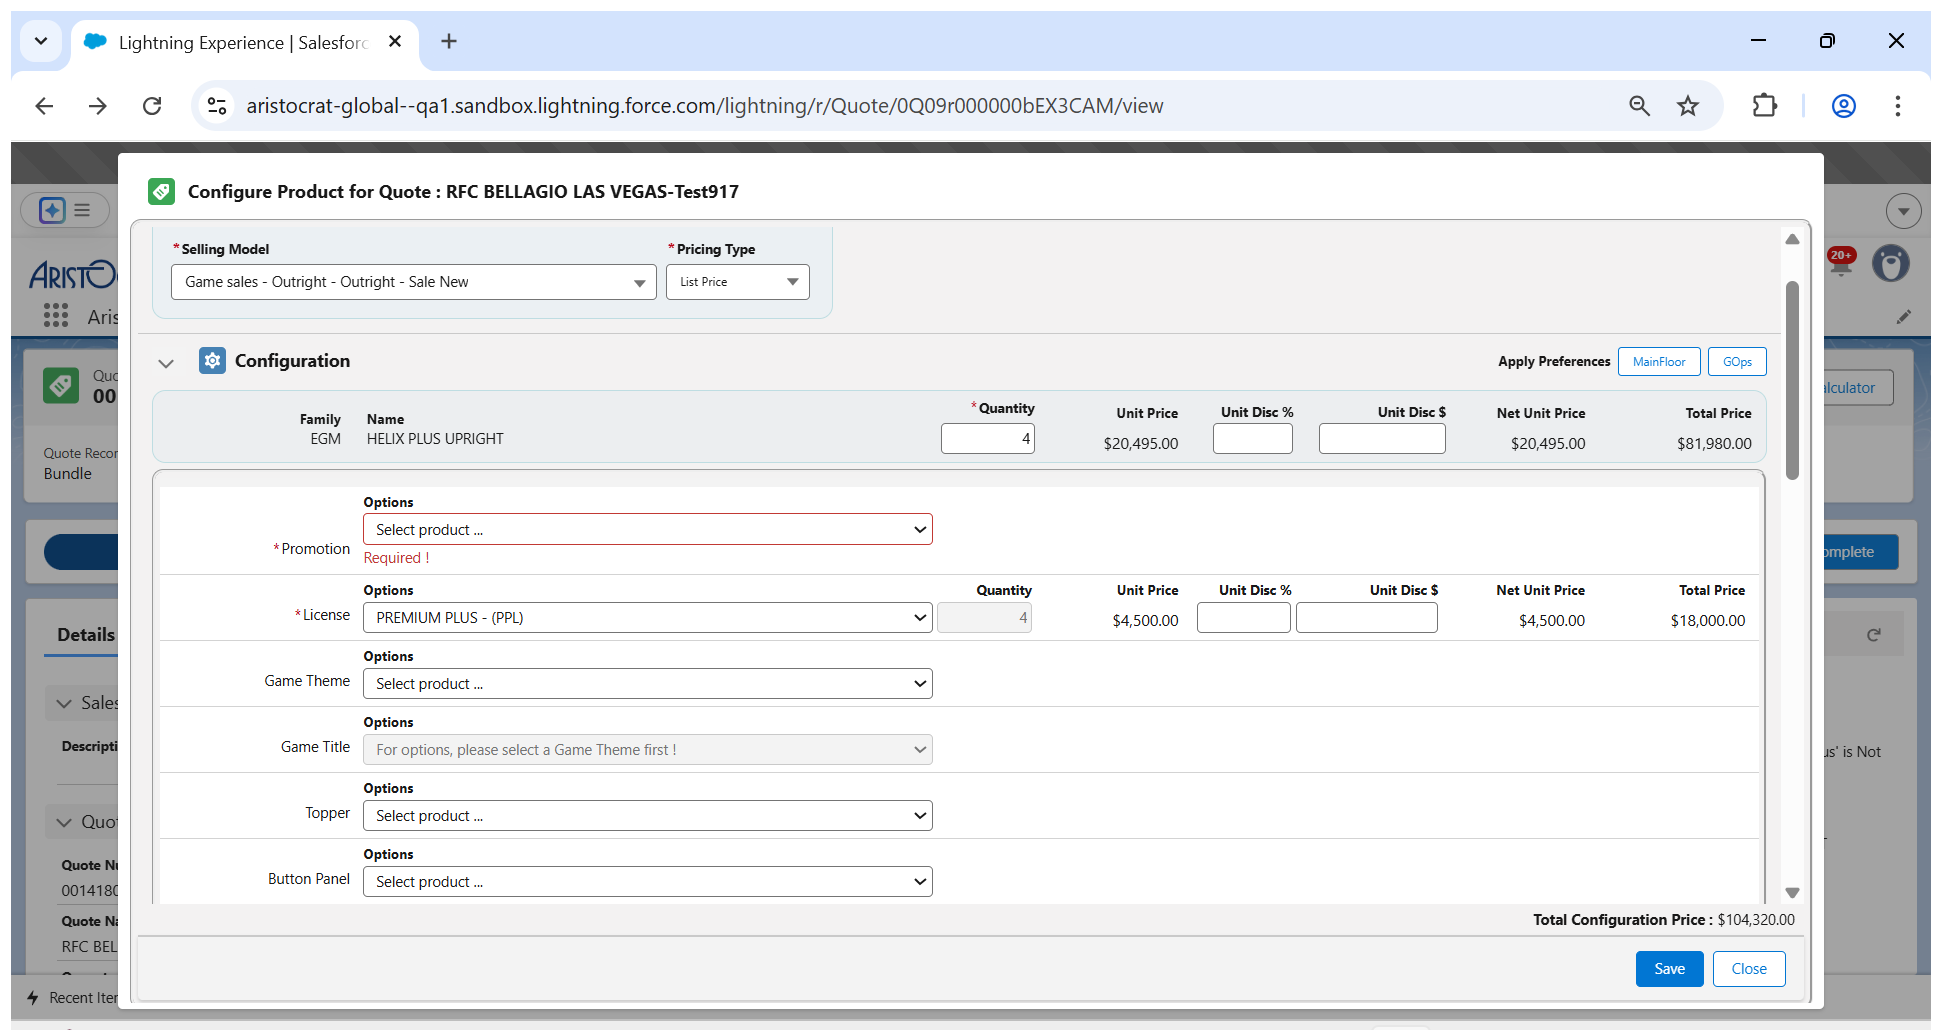 Lightning Experience | Salesforc
aristocrat-global--qa1.sandbox.lightning.force.com/lightning/r/Quote/0Q09r000000bEX3CAM/view
Configure Product for Quote : RFC BELLAGIO LAS VEGAS-Test917
*Selling Model
*Pricing Type
Game sales - Outright - Outright - Sale New
List Price
20+
ARISTO
Aris
Configuration
Apply Preferences
MainFloor
GOps
Quo
00
alculator
Family
Name
*Quantity
Unit Price
Unit Disc %
Unit Disc $
Net Unit Price
Total Price
EGM
HELIX PLUS UPRIGHT
4
$20,495.00
$20,495.00
$81,980.00
Quote Recor
Bundle
Options
*Promotion
Select product ...
Required !
omplete
Options
Quantity
Unit Price
Unit Disc %
Unit Disc $
Net Unit Price
Total Price
*License
PREMIUM PLUS - (PPL)
4
$4,500.00
$4,500.00
$18,000.00
Details
Options
Game Theme
Select product ...
Sales
Options
Game Title
For options, please select a Game Theme first !
Descripti
us' is Not
Options
Topper
Select product ...
Quot
Options
Button Panel
Select product ...
Quote Nu
0014180
Quote Na
RFC BEL
Total Configuration Price : $104,320.00
Save
Close
Recent Iter